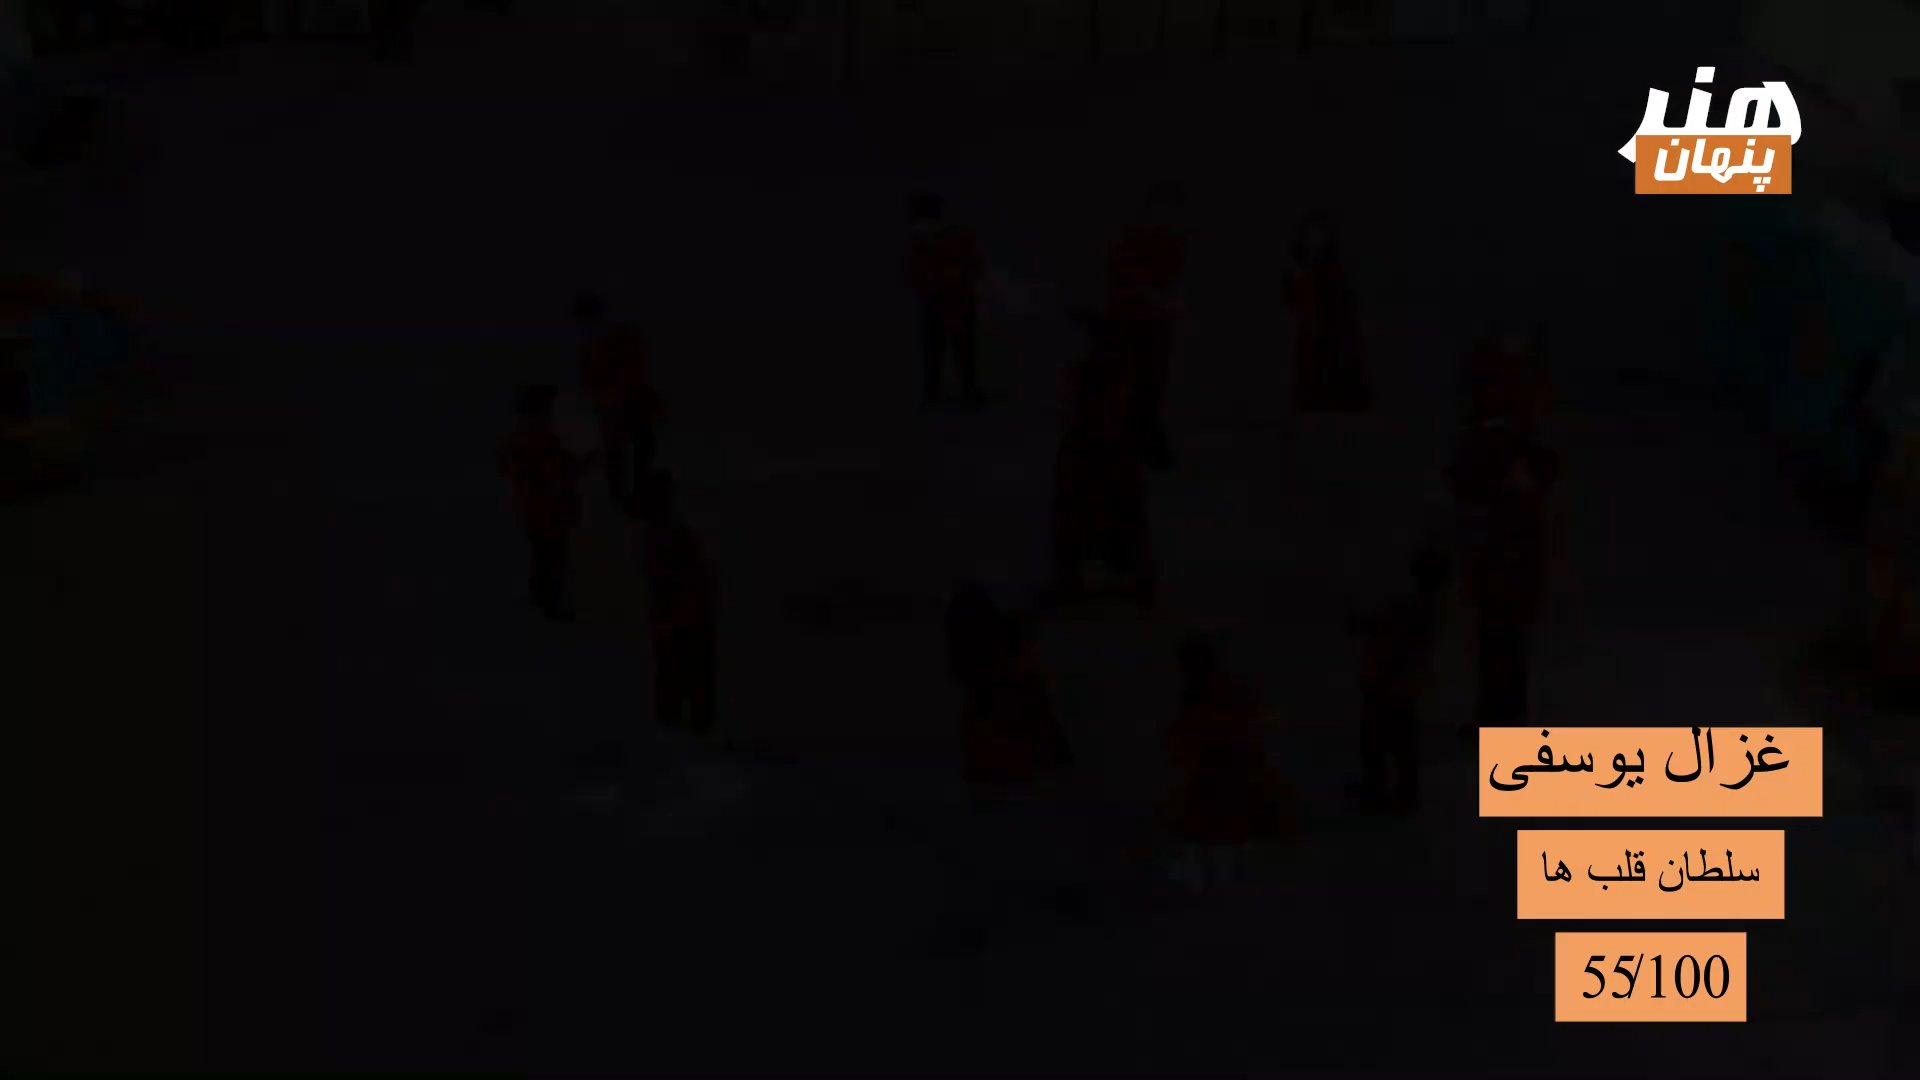 هنر
پنهان
غزال یوسفی
سلطان قلب ها
55/100